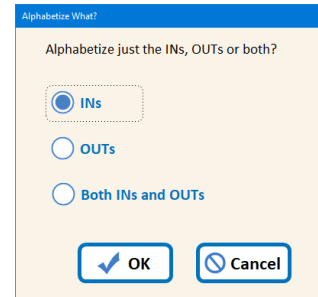 Alphabetize What?
Alphabetize just the INs, OUTs or both?
INs
OUTs
Both INs and OUTs
OK Cancel